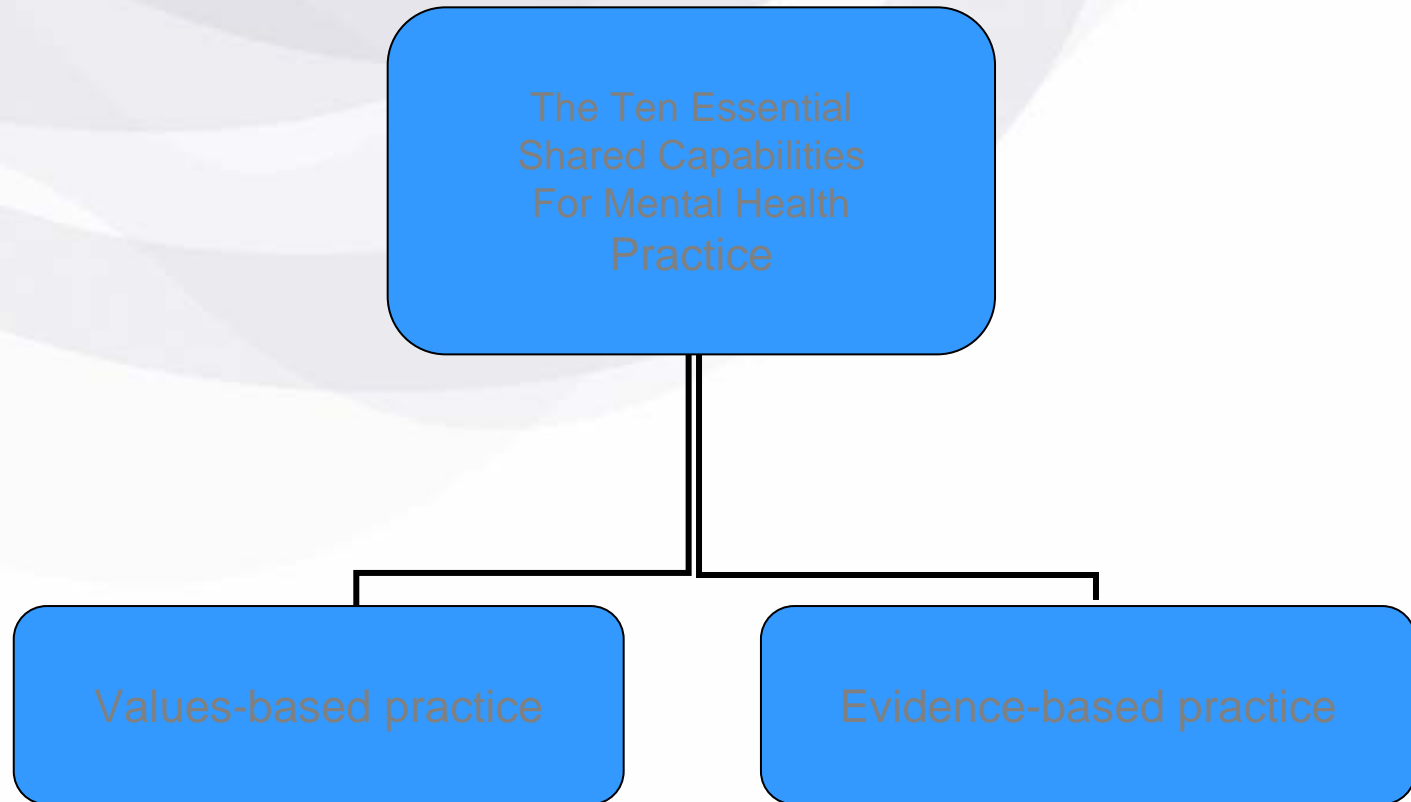 The Ten Essential
Shared Capabilities
For Mental Health
Practice
Values-based practice
Evidence-based practice